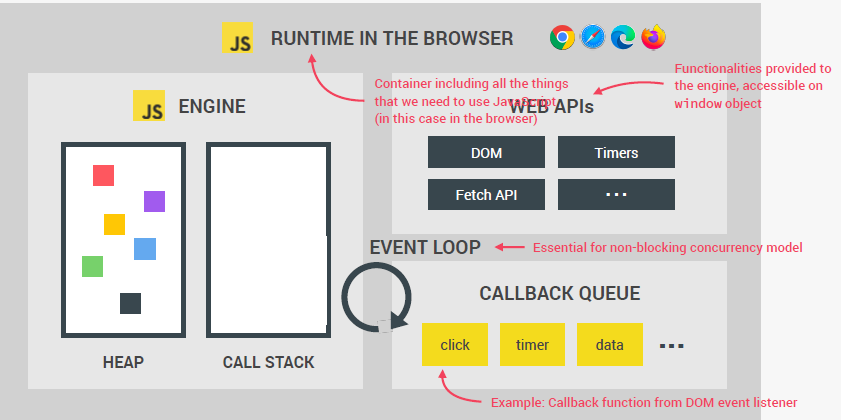 JS RUNTIME IN THE BROWSER
Container including all the things
that we need to use JavaScript
(in this case in the browser)
Functionalities provided to
the engine, accessible on
window object
JS ENGINE
HEAP
CALL STACK
WEB APIs
DOM
Timers
Fetch API
...
EVENT LOOP
Essential for non-blocking concurrency model
CALLBACK QUEUE
click
timer
data
...
Example: Callback function from DOM event listener